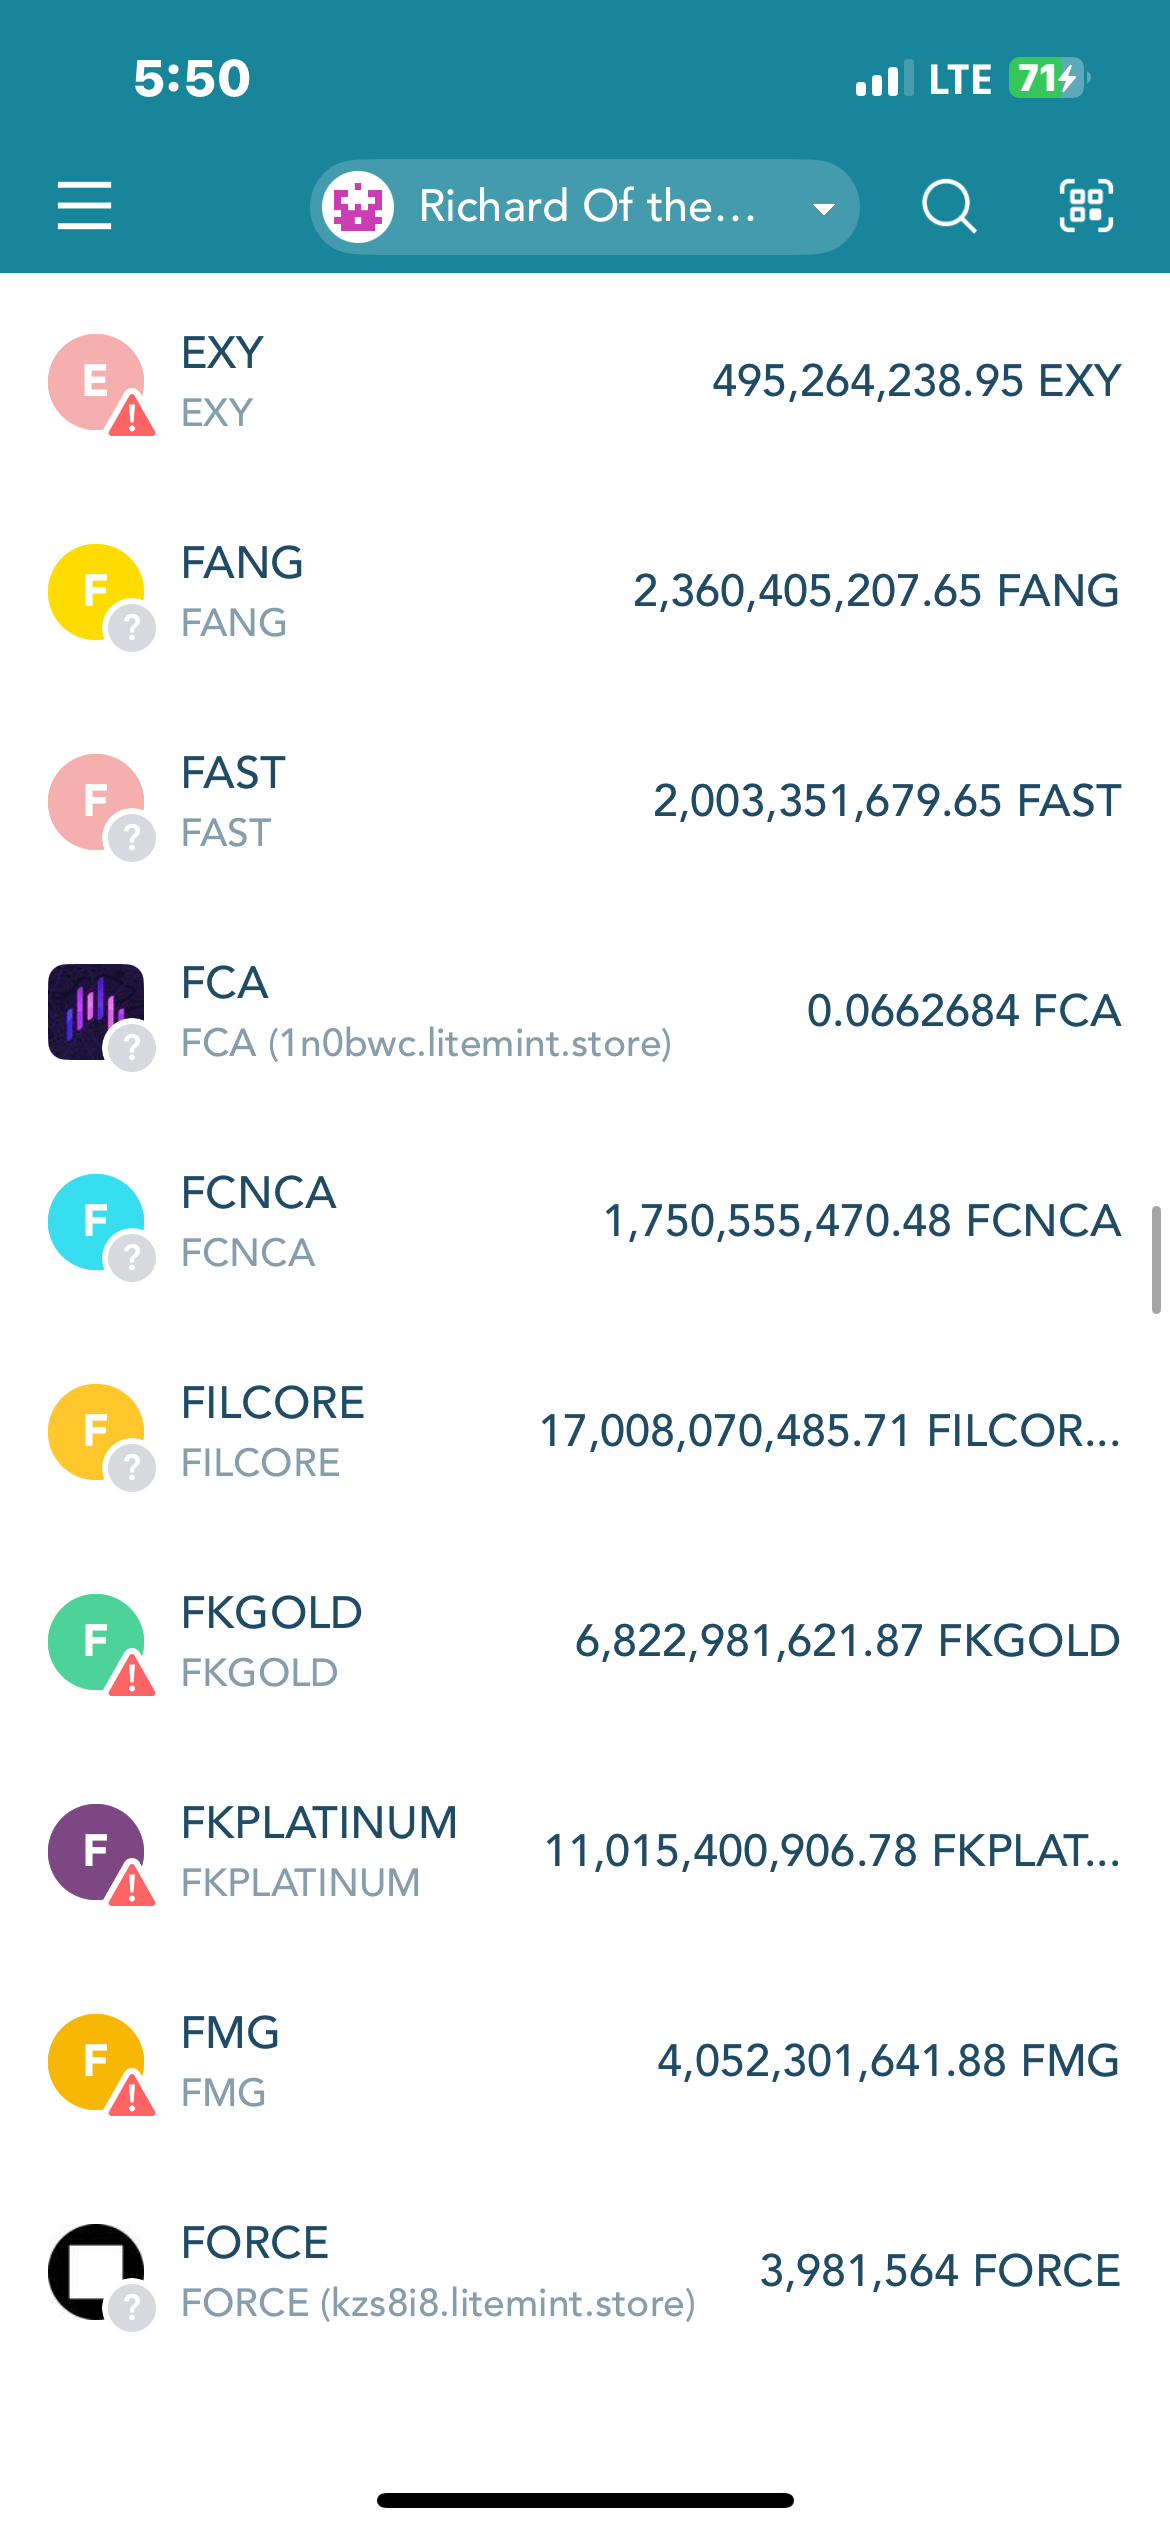 5:50
LTE 71
Richard Of the...
E
EXY
EXY
495,264,238.95 EXY
F
?
FANG
FANG
2,360,405,207.65 FANG
F
?
FAST
FAST
2,003,351,679.65 FAST
?
FCA
FCA (1n0bwc.litemint.store)
0.0662684 FCA
F
?
FCNCA
FCNCA
1,750,555,470.48 FCNCA
F
?
FILCORE
FILCORE
17,008,070,485.71 FILCOR...
F
FKGOLD
FKGOLD
6,822,981,621.87 FKGOLD
F
FKPLATINUM
FKPLATINUM
11,015,400,906.78 FKPLAT...
F
FMG
FMG
4,052,301,641.88 FMG
?
FORCE
FORCE (kzs8i8.litemint.store)
3,981,564 FORCE